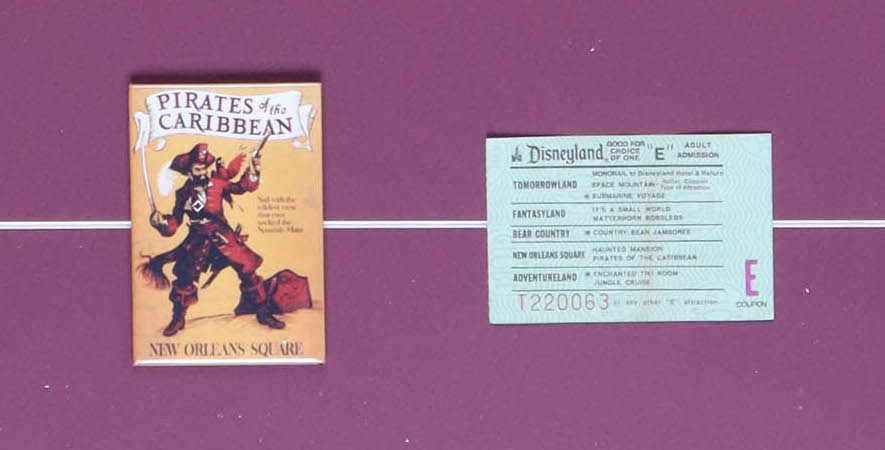 PIRATES of the
CARIBBEAN
Sail with the
wildest crew
that ever
sacked the
Spanish Main
NEW ORLEANS SQUARE
Disneyland GOOD FOR CHOICE OF ONE "E" ADULT ADMISSION
MONORAIL to Disneyland Hotel & Return
TOMORROWLAND SPACE MOUNTAIN- Type of Attraction
SUBMARINE VOYAGE
FANTASYLAND IT'S A SMALL WORLD
MATTERHORN BOBSLEDS
BEAR COUNTRY COUNTRY BEAR JAMBOREE
NEW ORLEANS SQUARE HAUNTED MANSION
PIRATES OF THE CARIBBEAN
ADVENTURELAND ENCHANTED TIKI ROOM
JUNGLE CRUISE
T220063 or any other "E" attraction.
E
COUPON